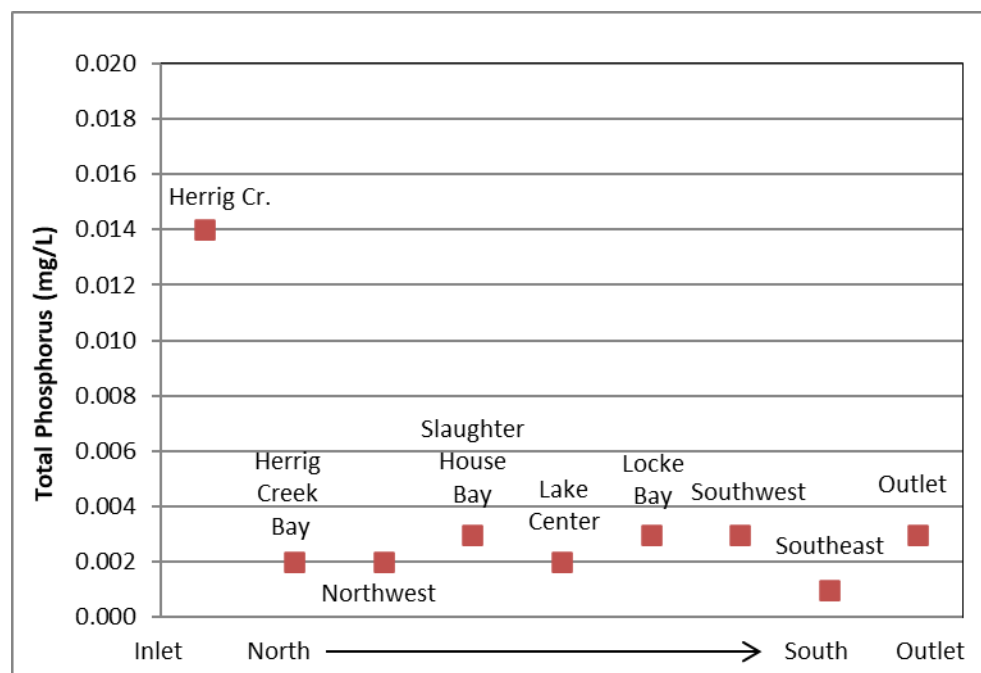 Total Phosphorus (mg/L)
0.020
0.018
0.016
0.014
0.012
0.010
0.008
0.006
0.004
0.002
0.000
Herrig Cr.
Herrig
Creek
Bay
Northwest
Slaughter
House
Bay
Lake
Center
Locke
Bay
Southwest
Southeast
Outlet
Inlet
North
South
Outlet